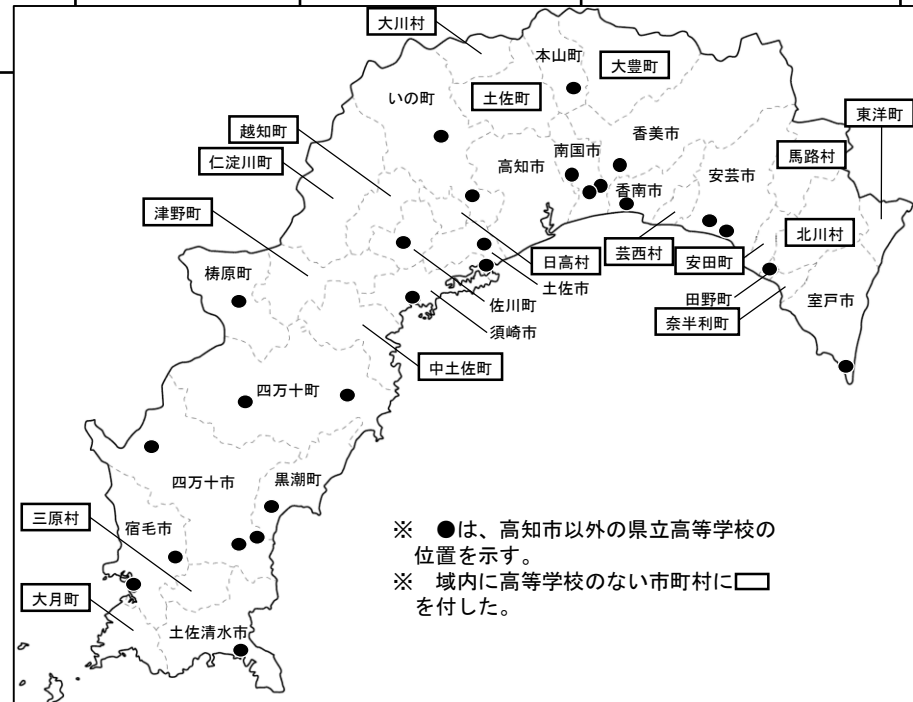 大川村
本山町
大豊町
いの町
土佐町
東洋町
越知町
香美市
南国市
高知市
馬路村
仁淀川町
安芸市
香南市
津野町
北川村
日高村
芸西村
安田町
梼原町
土佐市
田野町
佐川町
室戸市
奈半利町
須崎市
中土佐町
四万十町
四万十市
黒潮町
三原村
宿毛市
※　●は、高知市以外の県立高等学校の
位置を示す。
※　域内に高等学校のない市町村に□
を付した。
大月町
土佐清水市